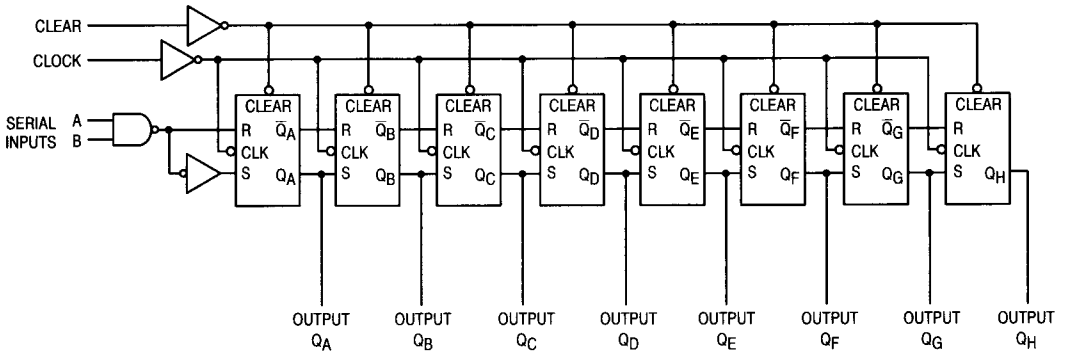 CLEAR
CLOCK
CLEAR CLEAR CLEAR CLEAR CLEAR CLEAR CLEAR CLEAR
SERIAL A
INPUTS B
R Q̅A R Q̅B R Q̅C R Q̅D R Q̅E R Q̅F R Q̅G R
CLK CLK CLK CLK CLK CLK CLK CLK
S QA S QB S QC S QD S QE S QF S QG S QH
OUTPUT OUTPUT OUTPUT OUTPUT OUTPUT OUTPUT OUTPUT OUTPUT
QA QB QC QD QE QF QG QH